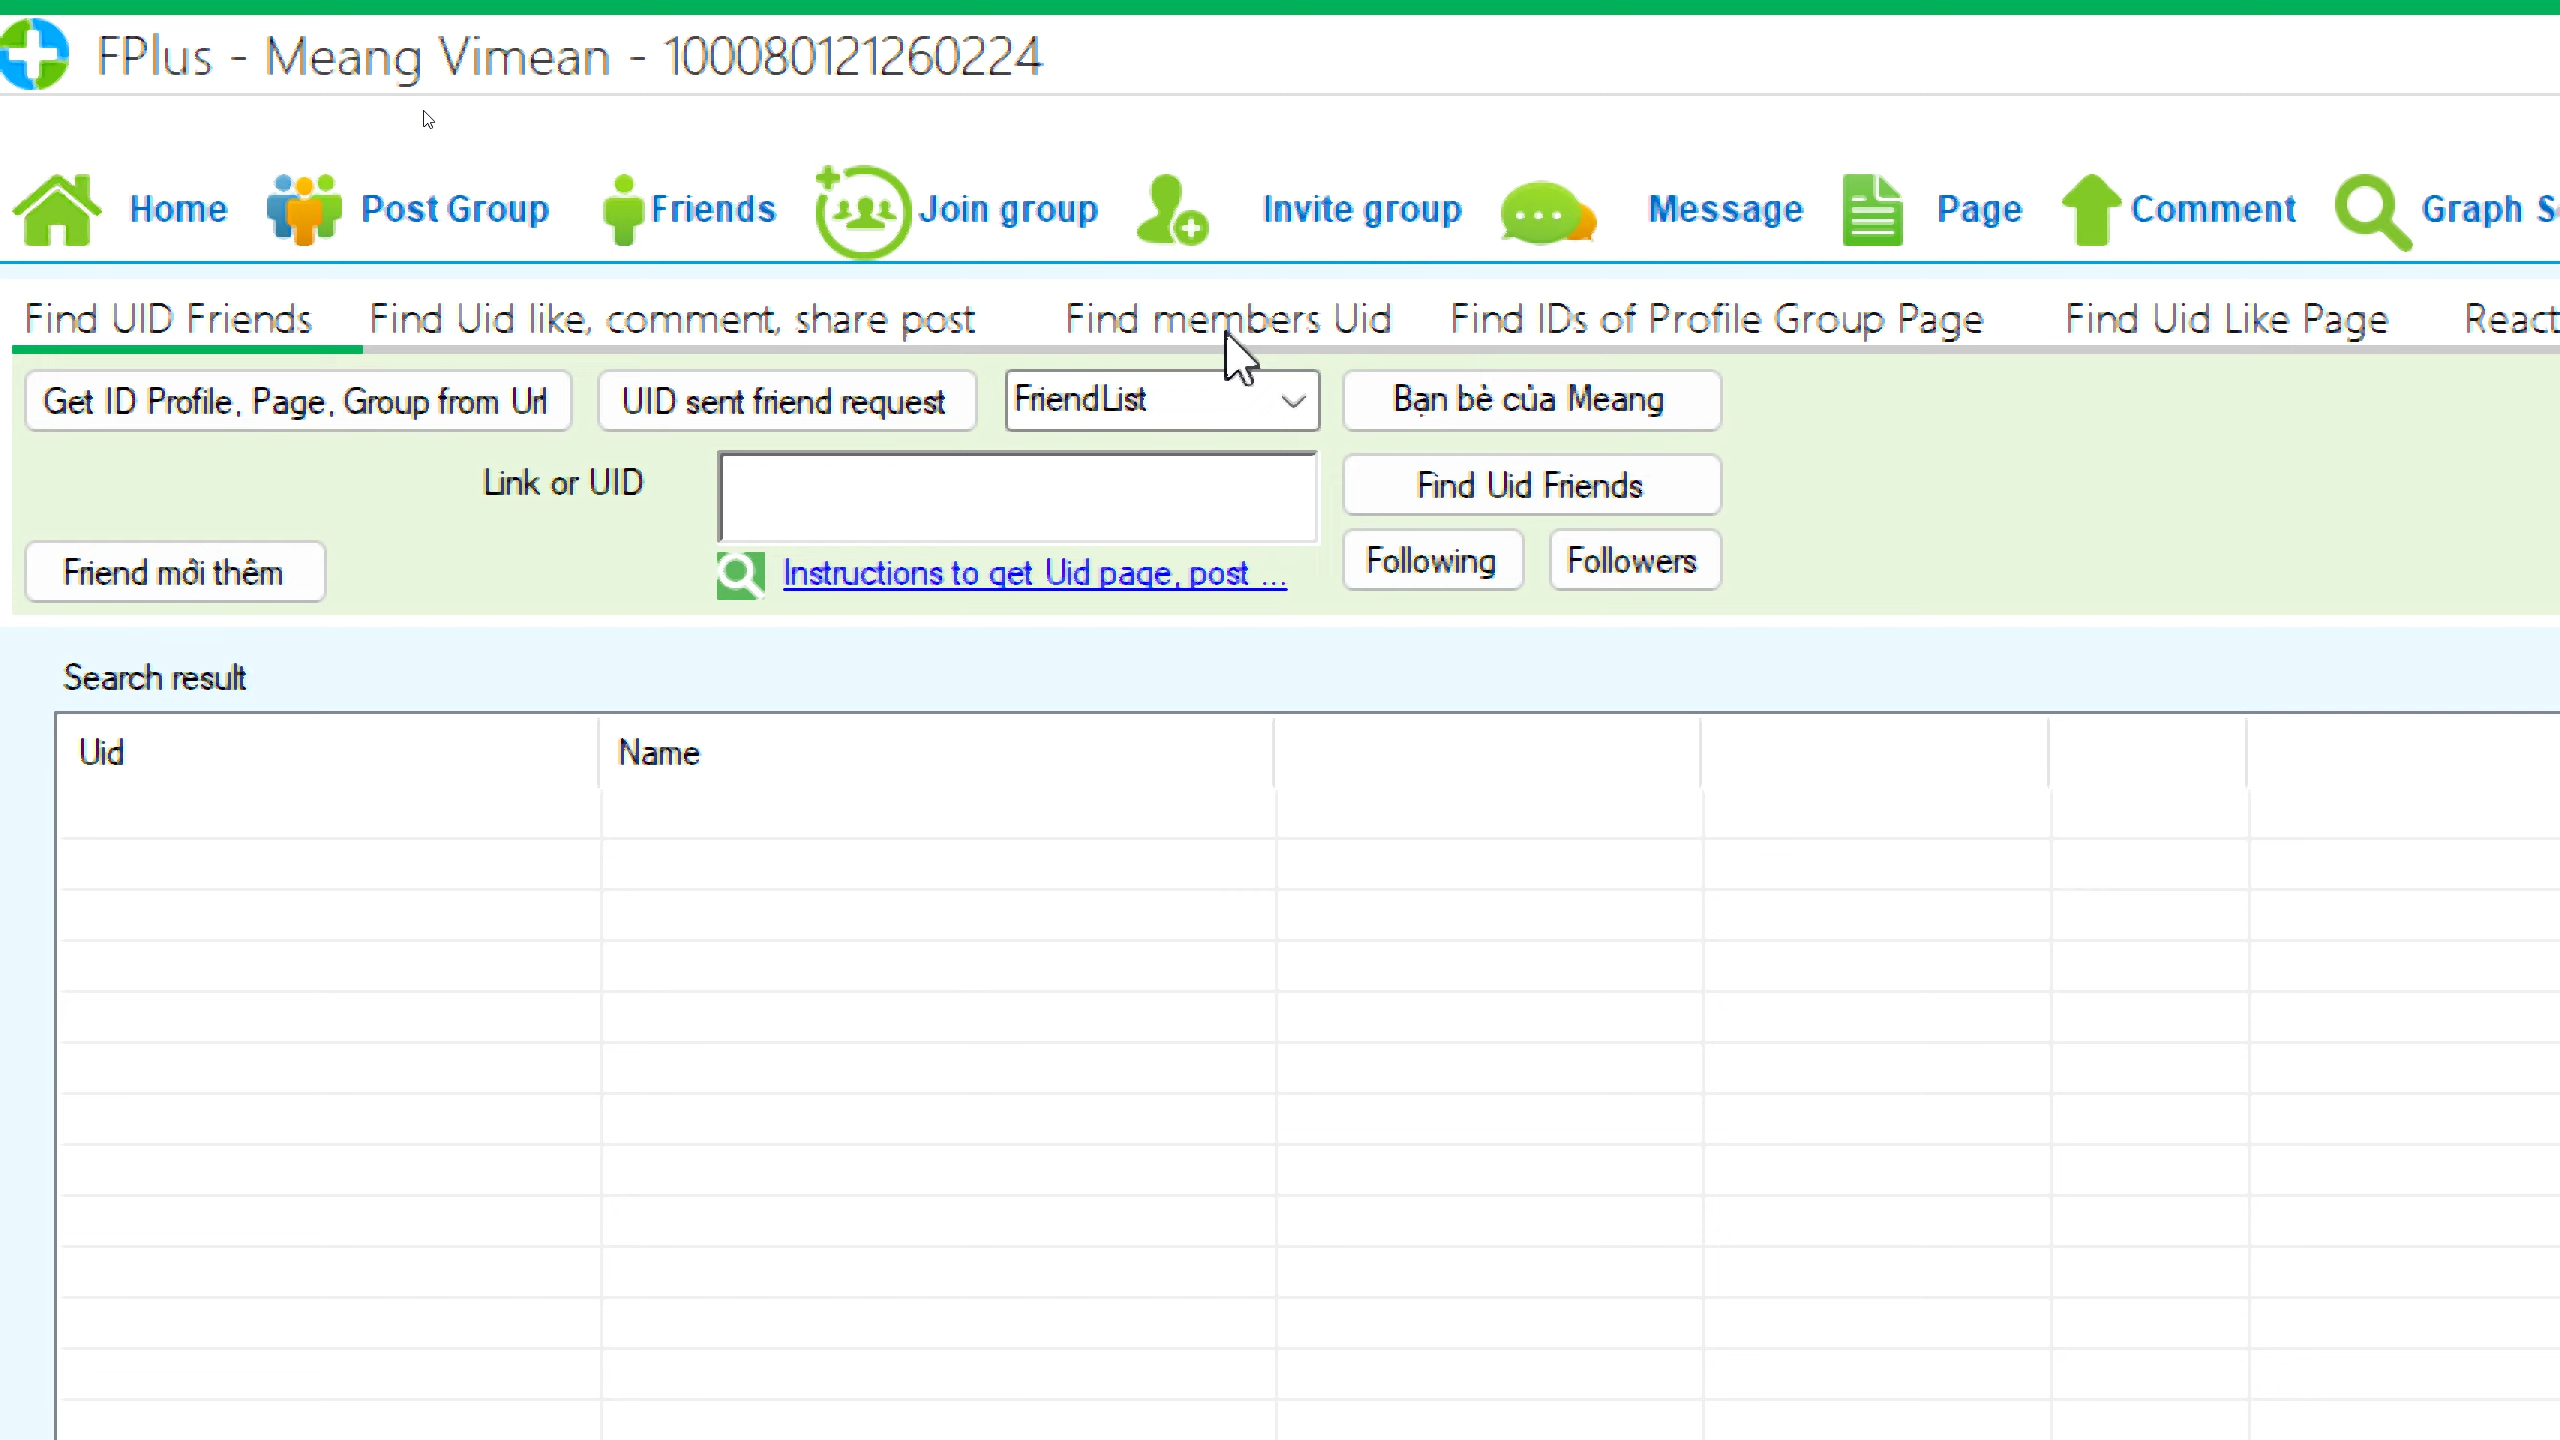 FPlus - Meang Vimean - 100080121260224
Home Post Group Friends Join group Invite group Message Page Comment Graph S
Find UID Friends Find Uid like, comment, share post Find members Uid Find IDs of Profile Group Page Find Uid Like Page React
Get ID Profile, Page, Group from Url UID sent friend request FriendList Bạn bè của Meang
Link or UID Find Uid Friends
Friend mới thêm Instructions to get Uid page, post ... Following Followers
Search result
Uid Name